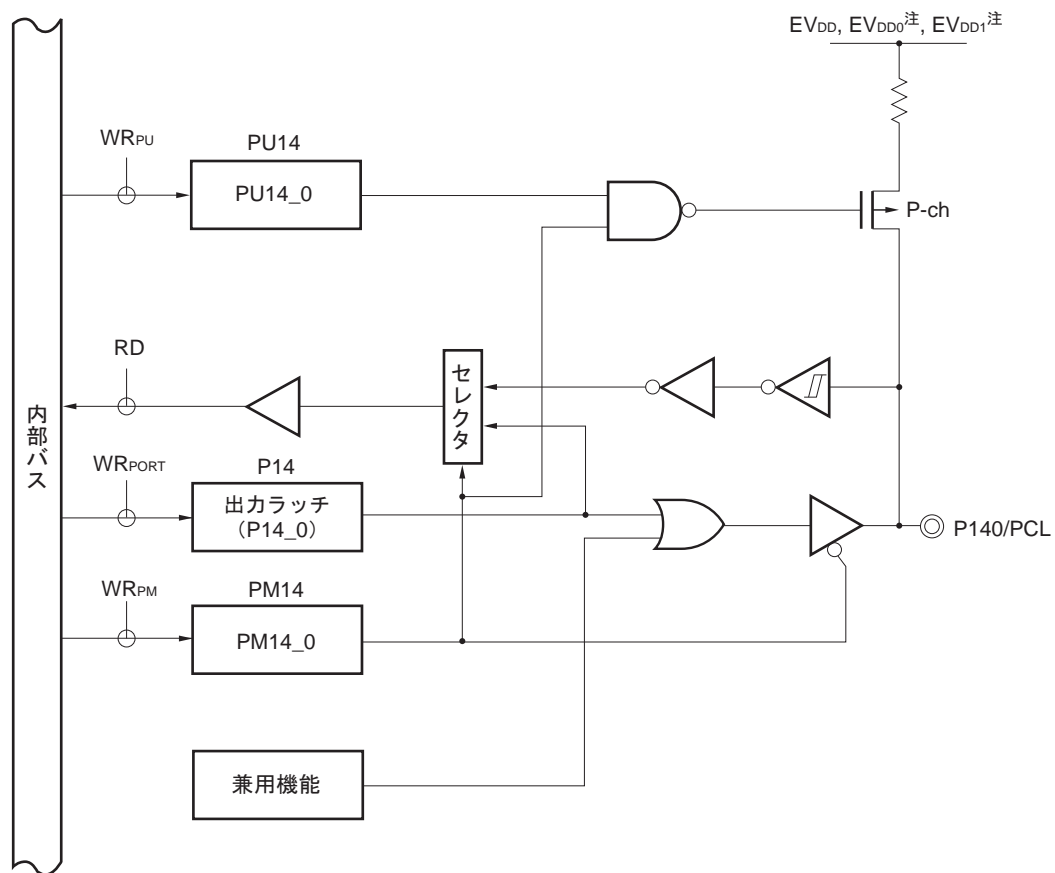 EVDD, EVDD0注, EVDD1注
WRPU
PU14
PU14_0
P-ch
RD
セレクタ
内部バス
WRPORT
P14
出力ラッチ
（P14_0）
P140/PCL
WRPM
PM14
PM14_0
兼用機能